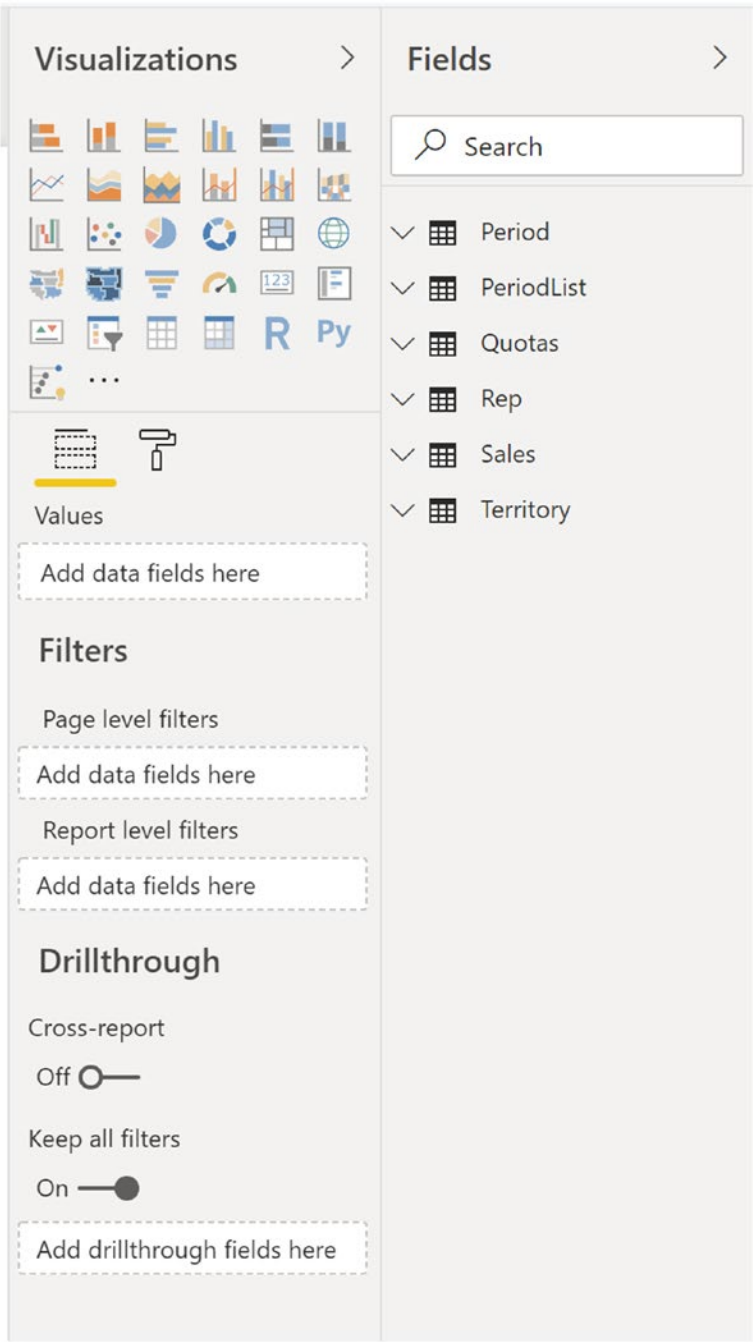 Visualizations
123
R Py
Values
Add data fields here
Filters
Page level filters
Add data fields here
Report level filters
Add data fields here
Drillthrough
Cross-report
Off
Keep all filters
On
Add drillthrough fields here
Fields
Search
Period
PeriodList
Quotas
Rep
Sales
Territory